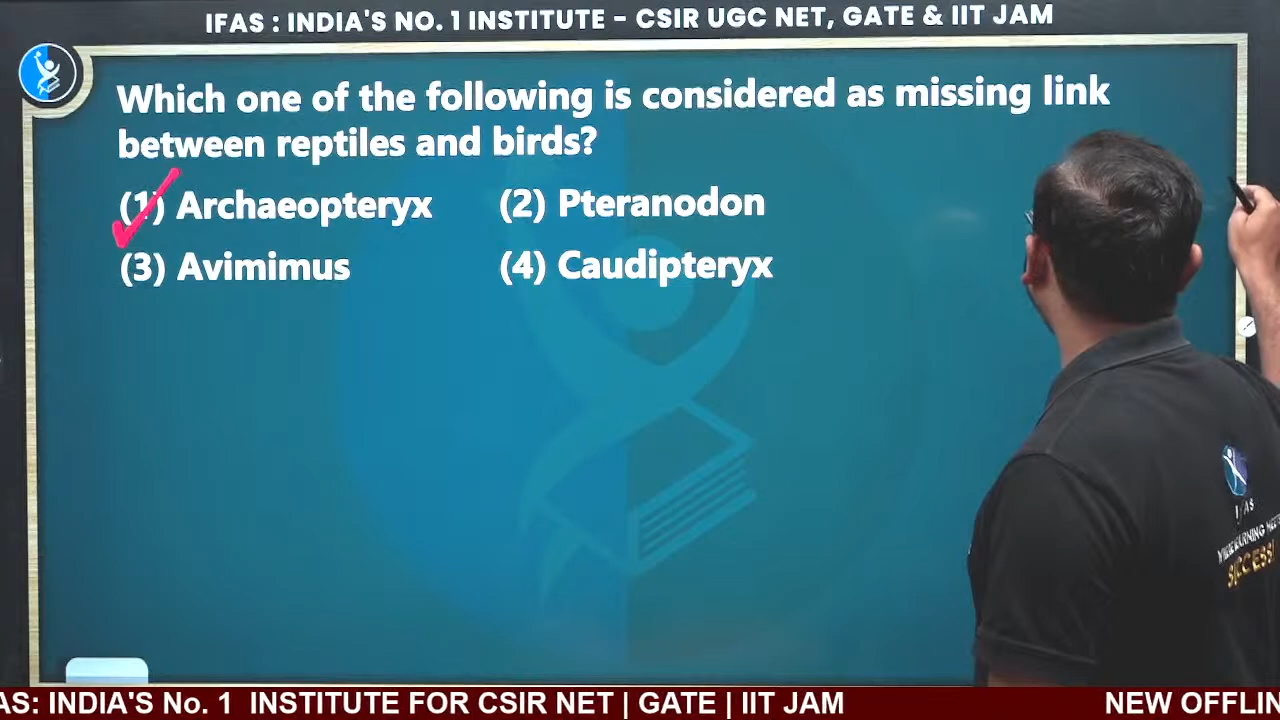 IFAS : INDIA'S NO. 1 INSTITUTE - CSIR UGC NET, GATE & IIT JAM
Which one of the following is considered as missing link
between reptiles and birds?
(1) Archaeopteryx (2) Pteranodon
(3) Avimimus (4) Caudipteryx
SUCCESS!
AS: INDIA'S No. 1 INSTITUTE FOR CSIR NET | GATE | IIT JAM NEW OFFLIN